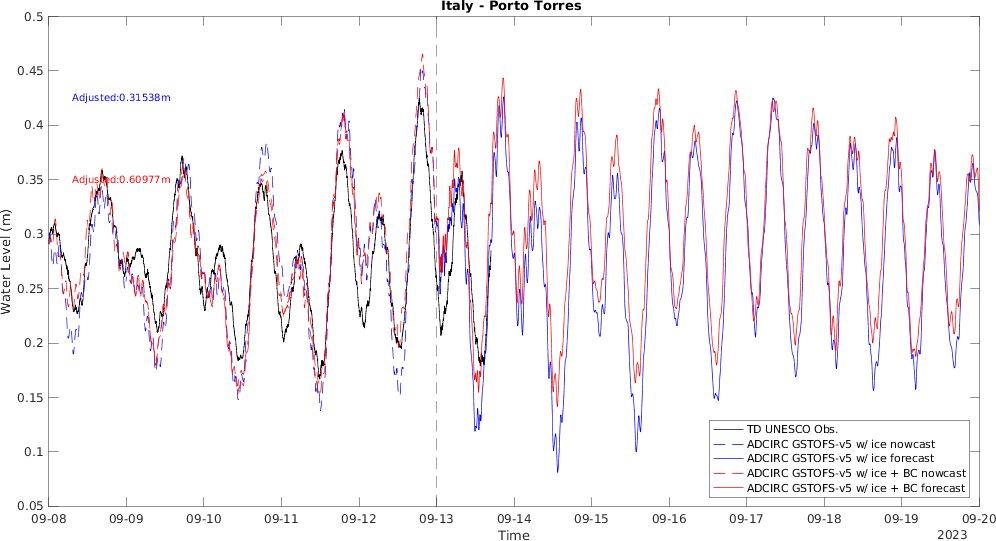 Italy - Porto Torres
0.5
0.45
0.4
0.35
0.3
0.25
0.2
0.15
0.1
0.05
Water Level (m)
Adjusted:0.31538m
Adjusted:0.60977m
TD UNESCO Obs.
ADCIRC GSTOFS-v5 w/ ice nowcast
ADCIRC GSTOFS-v5 w/ ice forecast
ADCIRC GSTOFS-v5 w/ ice + BC nowcast
ADCIRC GSTOFS-v5 w/ ice + BC forecast
09-08 09-09 09-10 09-11 09-12 09-13 09-14 09-15 09-16 09-17 09-18 09-19 09-20
Time
2023